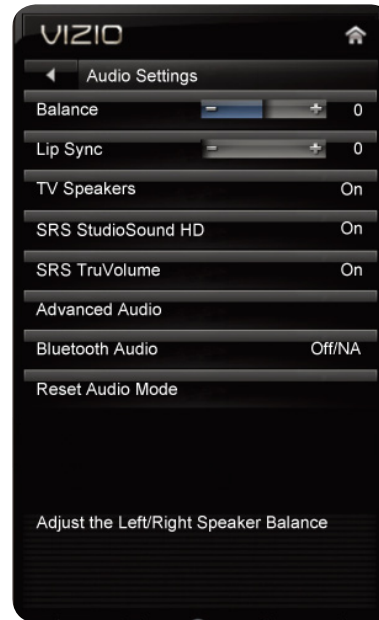 VIZIO
Audio Settings
Balance - + 0
Lip Sync - + 0
TV Speakers On
SRS StudioSound HD On
SRS TruVolume On
Advanced Audio
Bluetooth Audio Off/NA
Reset Audio Mode
Adjust the Left/Right Speaker Balance